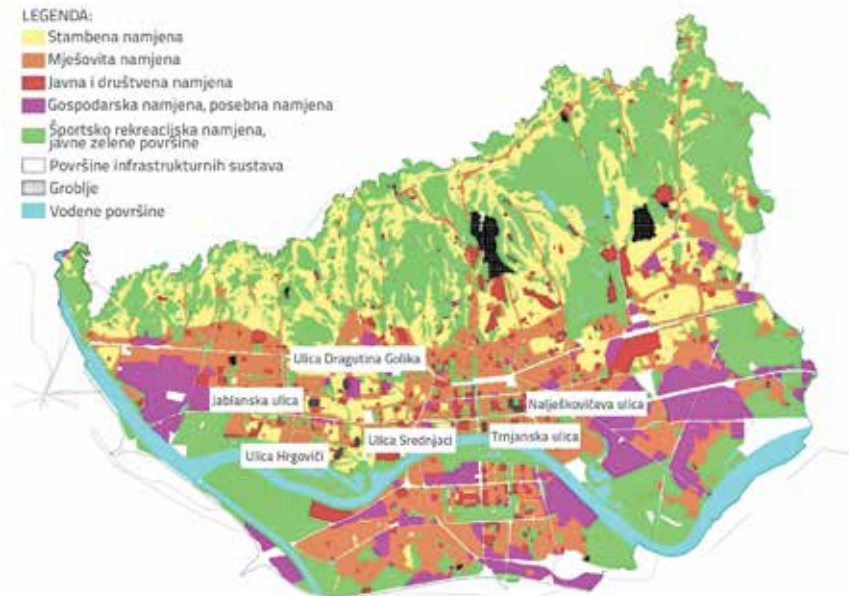 LEGENDA:
Stambena namjena
Mješovita namjena
Javna i društvena namjena
Gospodarska namjena, posebna namjena
Športsko rekreacijska namjena,
javne zelene površine
Površine infrastrukturnih sustava
Groblje
Vodene površine
Ulica Dragutina Golika
Jablanska ulica
Nalješkovičeva ulica
Ulica Srednjaci
Trnjanska ulica
Ulica Hrgovići